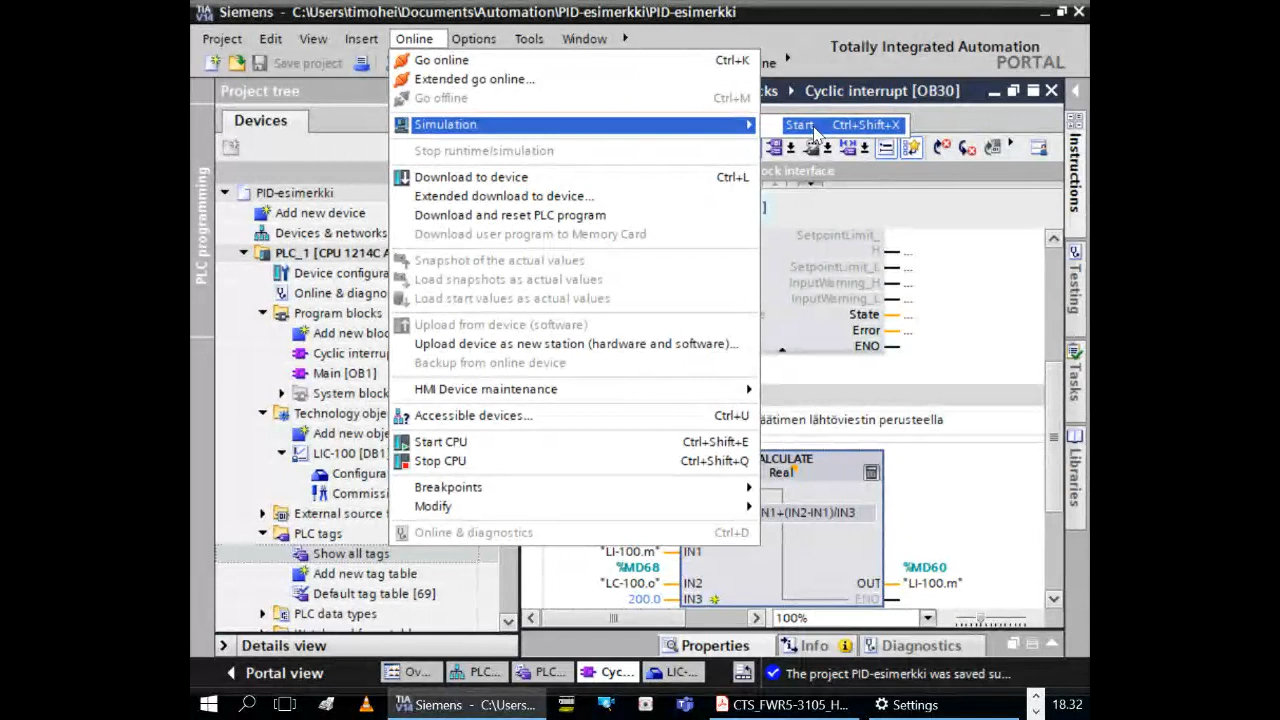 TIA V14 Siemens - C:\Users\timohei\Documents\Automation\PID-esimerkki\PID-esimerkki
Project Edit View Insert Online Options Tools Window
Totally Integrated Automation
PORTAL
Save project
Project tree
Devices
PLC programming
PID-esimerkki
Add new device
Devices & networks
PLC_1 [CPU 1214C A
Device configura
Online & diagno
Program blocks
Add new bloc
Cyclic interru
Main [OB1]
System block
Technology obje
Add new obje
LIC-100 [DB1
Configura
Commissi
External source f
PLC tags
Show all tags
Add new tag table
Default tag table [69]
PLC data types
Details view
Go online Ctrl+K
Extended go online...
Go offline Ctrl+M
Simulation
Start Ctrl+Shift+X
Stop runtime/simulation
Download to device Ctrl+L
Extended download to device...
Download and reset PLC program
Download user program to Memory Card
Snapshot of the actual values
Load snapshots as actual values
Load start values as actual values
Upload from device (software)
Upload device as new station (hardware and software)...
Backup from online device
HMI Device maintenance
Accessible devices... Ctrl+U
Start CPU Ctrl+Shift+E
Stop CPU Ctrl+Shift+Q
Breakpoints
Modify
Online & diagnostics Ctrl+D
ne
cks Cyclic interrupt [OB30]
ock interface
]
SetpointLimit_
H ...
SetpointLimit_L ...
InputWarning_H ...
InputWarning_L ...
State ...
Error ...
ENO
äätimen lähtöviestin perusteella
ALCULATE
Real
IN1+(IN2-IN1)/IN3
"LI-100.m" IN1
%MD68
"LC-100.o" IN2
200.0 IN3
%MD60
OUT "LI-100.m"
ENO
100%
Instructions
Testing
Tasks
Libraries
Properties Info Diagnostics
Portal view Ov... PLC... PLC... Cyc... LIC-...
The project PID-esimerkki was saved su...
TIA V14 Siemens - C:\Users...
CTS_FWR5-3105_H...
Settings
18.32